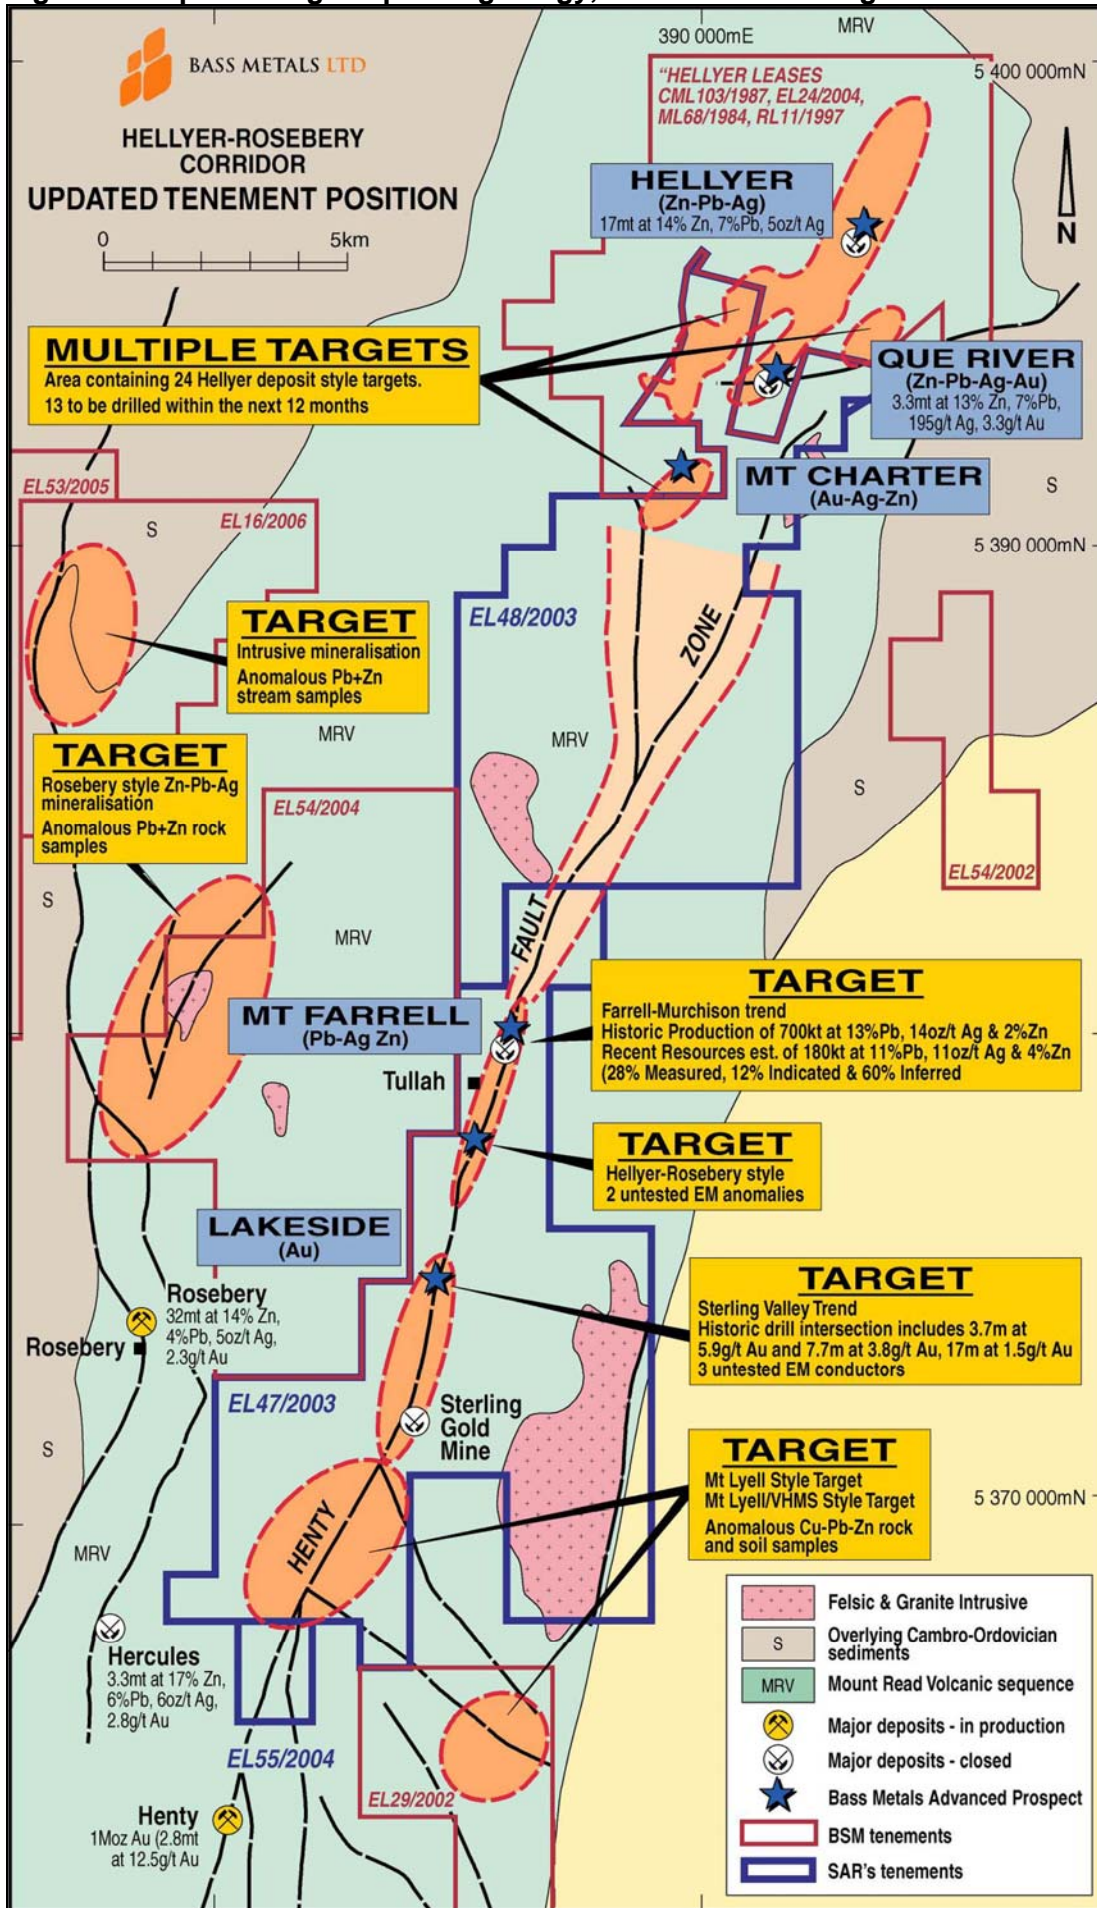 BASS METALS LTD
HELLYER-ROSEBERY
CORRIDOR
UPDATED TENEMENT POSITION
0 5km
390 000mE
MRV
5 400 000mN
"HELLYER LEASES
CML103/1987, EL24/2004,
ML68/1984, RL11/1997
N
HELLYER
(Zn-Pb-Ag)
17mt at 14% Zn, 7%Pb, 5oz/t Ag
MULTIPLE TARGETS
Area containing 24 Hellyer deposit style targets.
13 to be drilled within the next 12 months
QUE RIVER
(Zn-Pb-Ag-Au)
3.3mt at 13% Zn, 7%Pb,
195g/t Ag, 3.3g/t Au
MT CHARTER
(Au-Ag-Zn)
S
EL53/2005
EL16/2006
S
5 390 000mN
TARGET
Intrusive mineralisation
Anomalous Pb+Zn
stream samples
EL48/2003
ZONE
MRV
MRV
TARGET
Rosebery style Zn-Pb-Ag
mineralisation
Anomalous Pb+Zn rock
samples
EL54/2004
S
EL54/2002
S
MRV
FAULT
MT FARRELL
(Pb-Ag Zn)
Tullah
TARGET
Farrell-Murchison trend
Historic Production of 700kt at 13%Pb, 14oz/t Ag & 2%Zn
Recent Resources est. of 180kt at 11%Pb, 11oz/t Ag & 4%Zn
(28% Measured, 12% Indicated & 60% Inferred
TARGET
Hellyer-Rosebery style
2 untested EM anomalies
LAKESIDE
(Au)
TARGET
Sterling Valley Trend
Historic drill intersection includes 3.7m at
5.9g/t Au and 7.7m at 3.8g/t Au, 17m at 1.5g/t Au
3 untested EM conductors
Rosebery
32mt at 14% Zn,
4%Pb, 5oz/t Ag,
2.3g/t Au
Rosebery
EL47/2003
Sterling
Gold
Mine
S
TARGET
Mt Lyell Style Target
Mt Lyell/VHMS Style Target
Anomalous Cu-Pb-Zn rock
and soil samples
5 370 000mN
HENTY
MRV
Hercules
3.3mt at 17% Zn,
6%Pb, 6oz/t Ag,
2.8g/t Au
EL55/2004
EL29/2002
Henty
1Moz Au (2.8mt
at 12.5g/t Au
Felsic & Granite Intrusive
S Overlying Cambro-Ordovician
sediments
MRV Mount Read Volcanic sequence
Major deposits - in production
Major deposits - closed
Bass Metals Advanced Prospect
BSM tenements
SAR's tenements